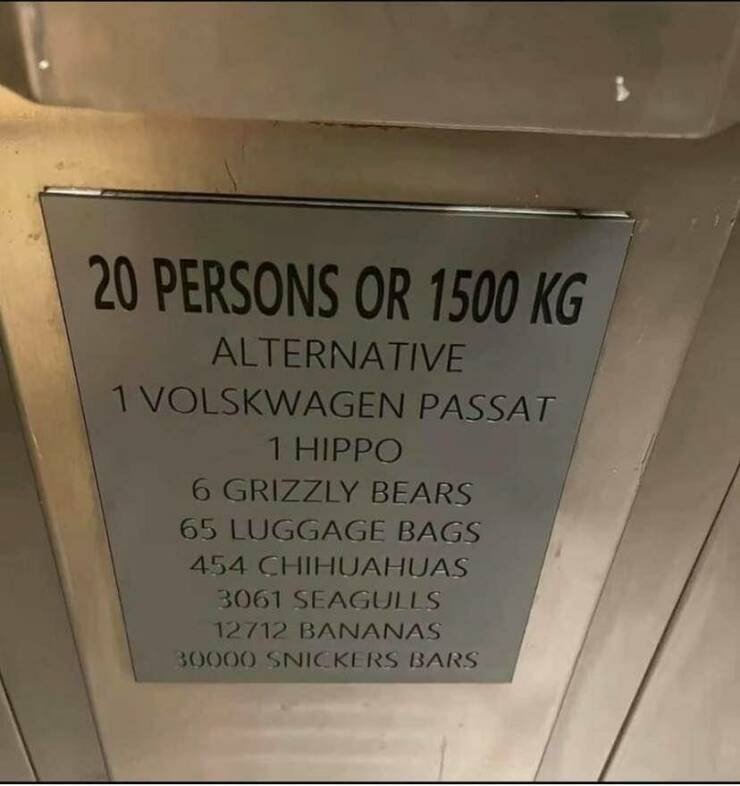 20 PERSONS OR 1500 KG
ALTERNATIVE
1 VOLSKWAGEN PASSAT
1 HIPPO
6 GRIZZLY BEARS
65 LUGGAGE BAGS
454 CHIHUAHUAS
3061 SEAGULLS
12712 BANANAS
30000 SNICKERS BARS